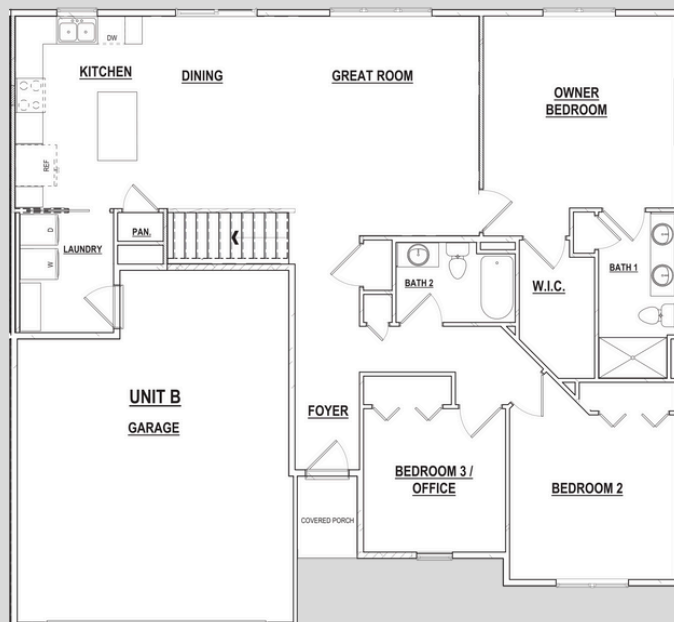 DW
KITCHEN
DINING
GREAT ROOM
OWNER
BEDROOM
REF
D
LAUNDRY
PAN.
W
BATH 2
W.I.C.
BATH 1
UNIT B
GARAGE
FOYER
BEDROOM 3 /
OFFICE
BEDROOM 2
COVERED PORCH